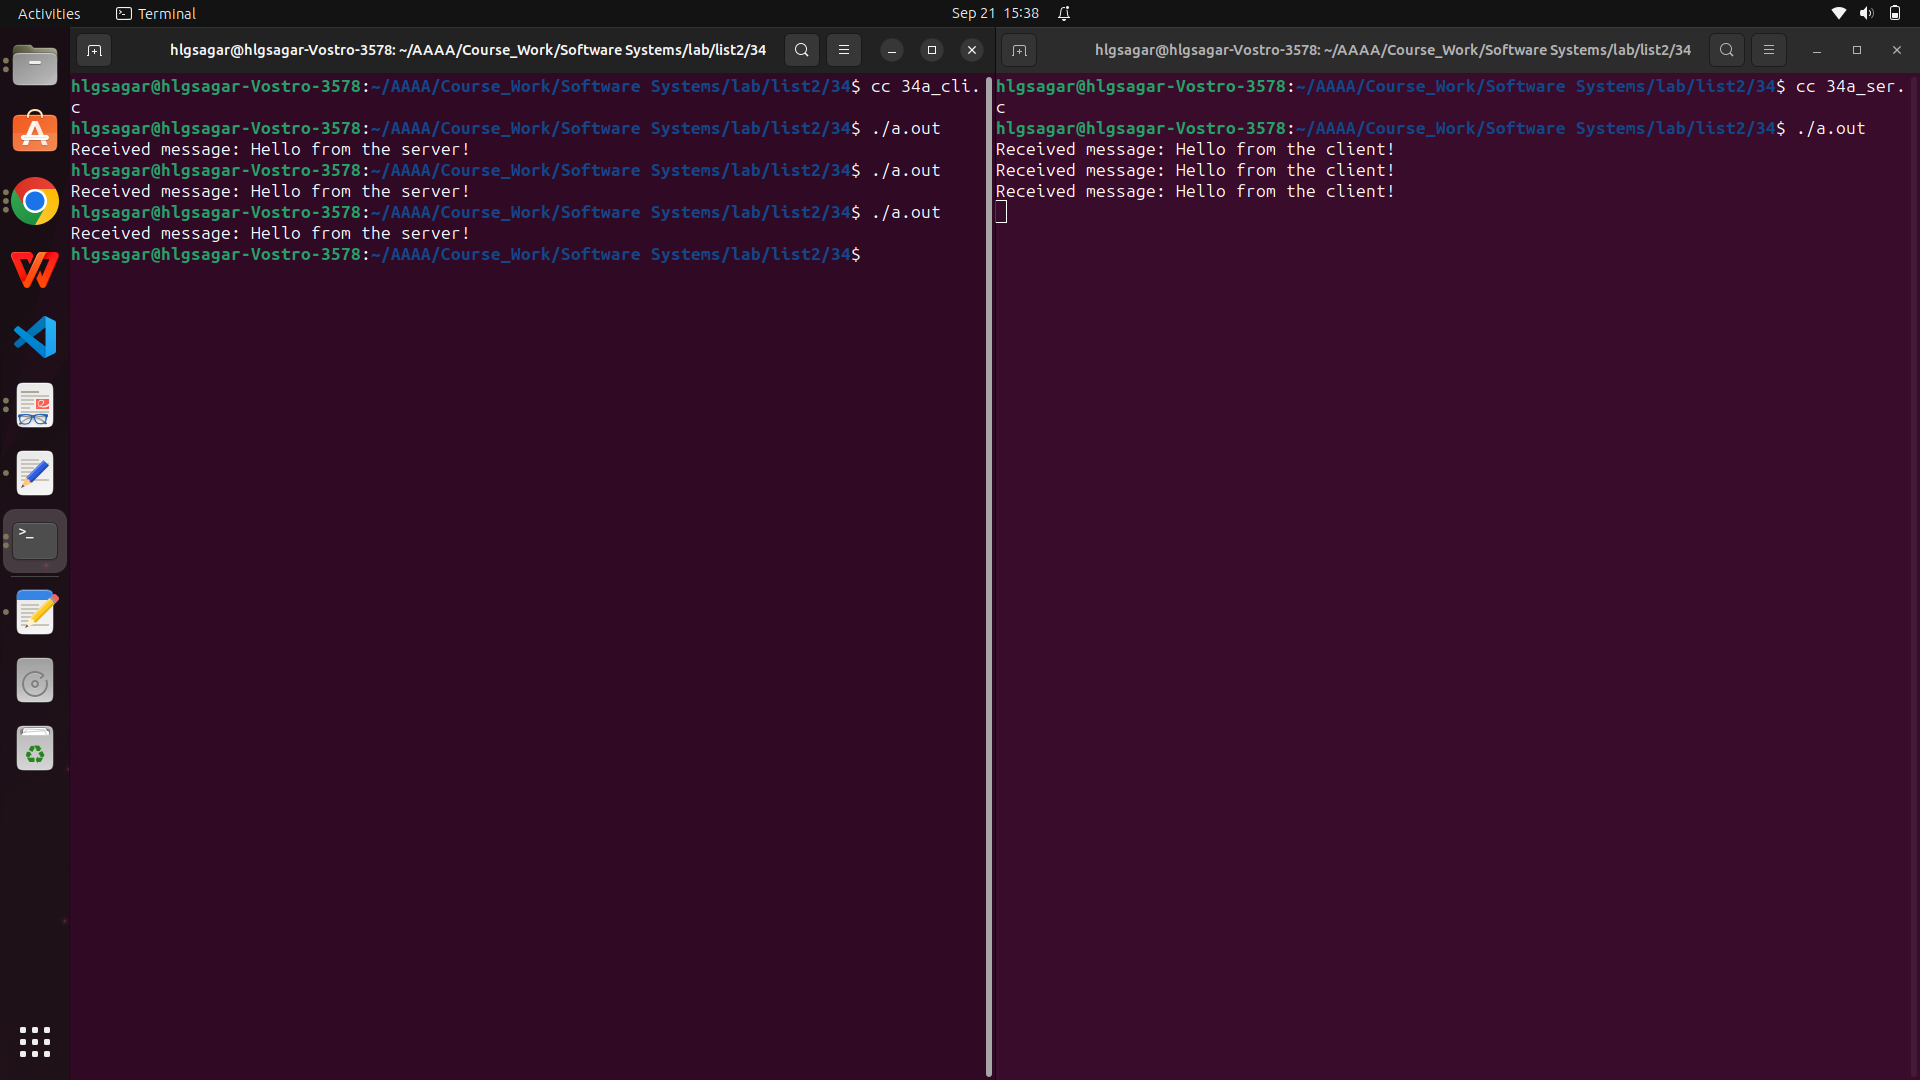 Activities
Terminal
Sep 21 15:38
hlgsagar@hlgsagar-Vostro-3578: ~/AAAA/Course_Work/Software Systems/lab/list2/34
hlgsagar@hlgsagar-Vostro-3578:~/AAAA/Course_Work/Software Systems/lab/list2/34$ cc 34a_cli.
c
hlgsagar@hlgsagar-Vostro-3578:~/AAAA/Course_Work/Software Systems/lab/list2/34$ ./a.out
Received message: Hello from the server!
hlgsagar@hlgsagar-Vostro-3578:~/AAAA/Course_Work/Software Systems/lab/list2/34$ ./a.out
Received message: Hello from the server!
hlgsagar@hlgsagar-Vostro-3578:~/AAAA/Course_Work/Software Systems/lab/list2/34$ ./a.out
Received message: Hello from the server!
hlgsagar@hlgsagar-Vostro-3578:~/AAAA/Course_Work/Software Systems/lab/list2/34$
hlgsagar@hlgsagar-Vostro-3578: ~/AAAA/Course_Work/Software Systems/lab/list2/34
hlgsagar@hlgsagar-Vostro-3578:~/AAAA/Course_Work/Software Systems/lab/list2/34$ cc 34a_ser.
c
hlgsagar@hlgsagar-Vostro-3578:~/AAAA/Course_Work/Software Systems/lab/list2/34$ ./a.out
Received message: Hello from the client!
Received message: Hello from the client!
Received message: Hello from the client!